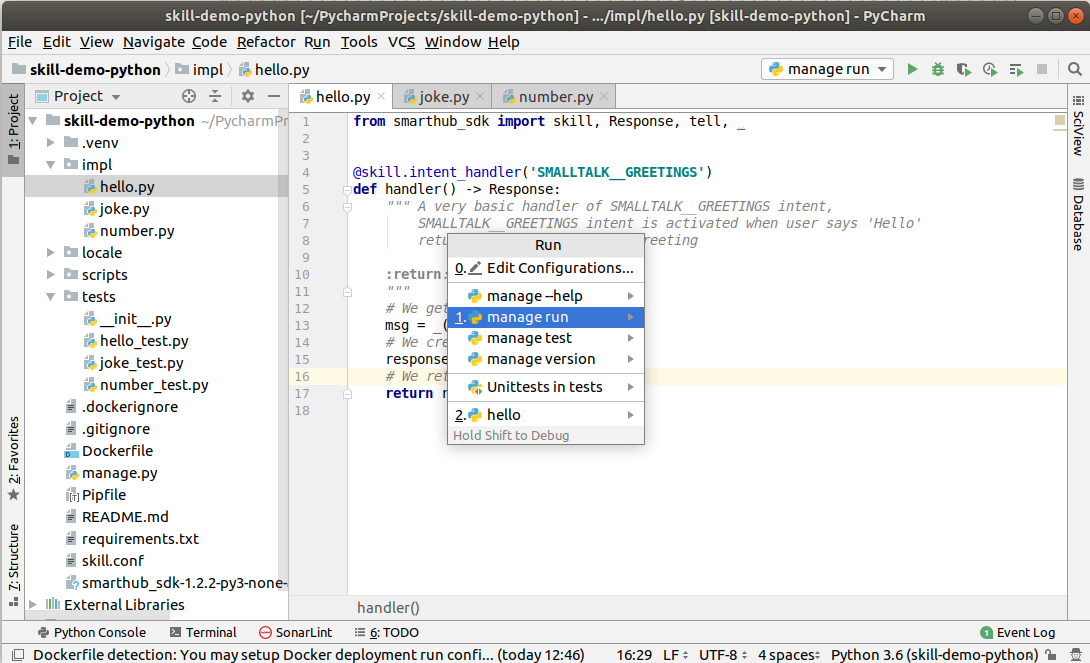 skill-demo-python [~/PycharmProjects/skill-demo-python] - .../impl/hello.py [skill-demo-python] - PyCharm
File Edit View Navigate Code Refactor Run Tools VCS Window Help
skill-demo-python impl hello.py
manage run
1: Project
2: Favorites
7: Structure
Project
skill-demo-python ~/PycharmPr
.venv
impl
hello.py
joke.py
number.py
locale
scripts
tests
__init__.py
hello_test.py
joke_test.py
number_test.py
.dockerignore
.gitignore
Dockerfile
manage.py
Pipfile
README.md
requirements.txt
skill.conf
smarthub_sdk-1.2.2-py3-none-
External Libraries
hello.py joke.py number.py
1 from smarthub_sdk import skill, Response, tell, _
2
3
4 @skill.intent_handler('SMALLTALK__GREETINGS')
5 def handler() -> Response:
6 """ A very basic handler of SMALLTALK__GREETINGS intent,
7 SMALLTALK__GREETINGS intent is activated when user says 'Hello'
8 retu eeting
9
10 :return:
11 """
12 # We get
13 msg = _(
14 # We cre
15 response
16 # We ret
17 return r
18
Run
0. Edit Configurations...
manage --help
1. manage run
manage test
manage version
Unittests in tests
2. hello
Hold Shift to Debug
handler()
SciView
Database
Python Console Terminal SonarLint 6: TODO 1 Event Log
Dockerfile detection: You may setup Docker deployment run confi... (today 12:46) 16:29 LF UTF-8 4 spaces Python 3.6 (skill-demo-python)